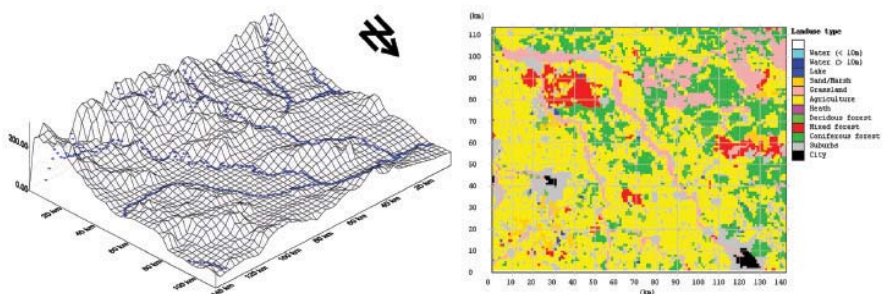 200.00
0.00
20 km
40 km
60 km
80 km
100 km
140 km
120 km
100 km
80 km
60 km
40 km
20 km
(km)
110
100
90
80
70
60
50
40
30
20
10
0
0 10 20 30 40 50 60 70 80 90 100 110 120 130 140
(km)
Landuse type
Water (< 10m)
Water (> 10m)
Lake
Sand/Marsh
Grassland
Agriculture
Heath
Decidous forest
Mixed forest
Coniferous forest
Suburbs
City